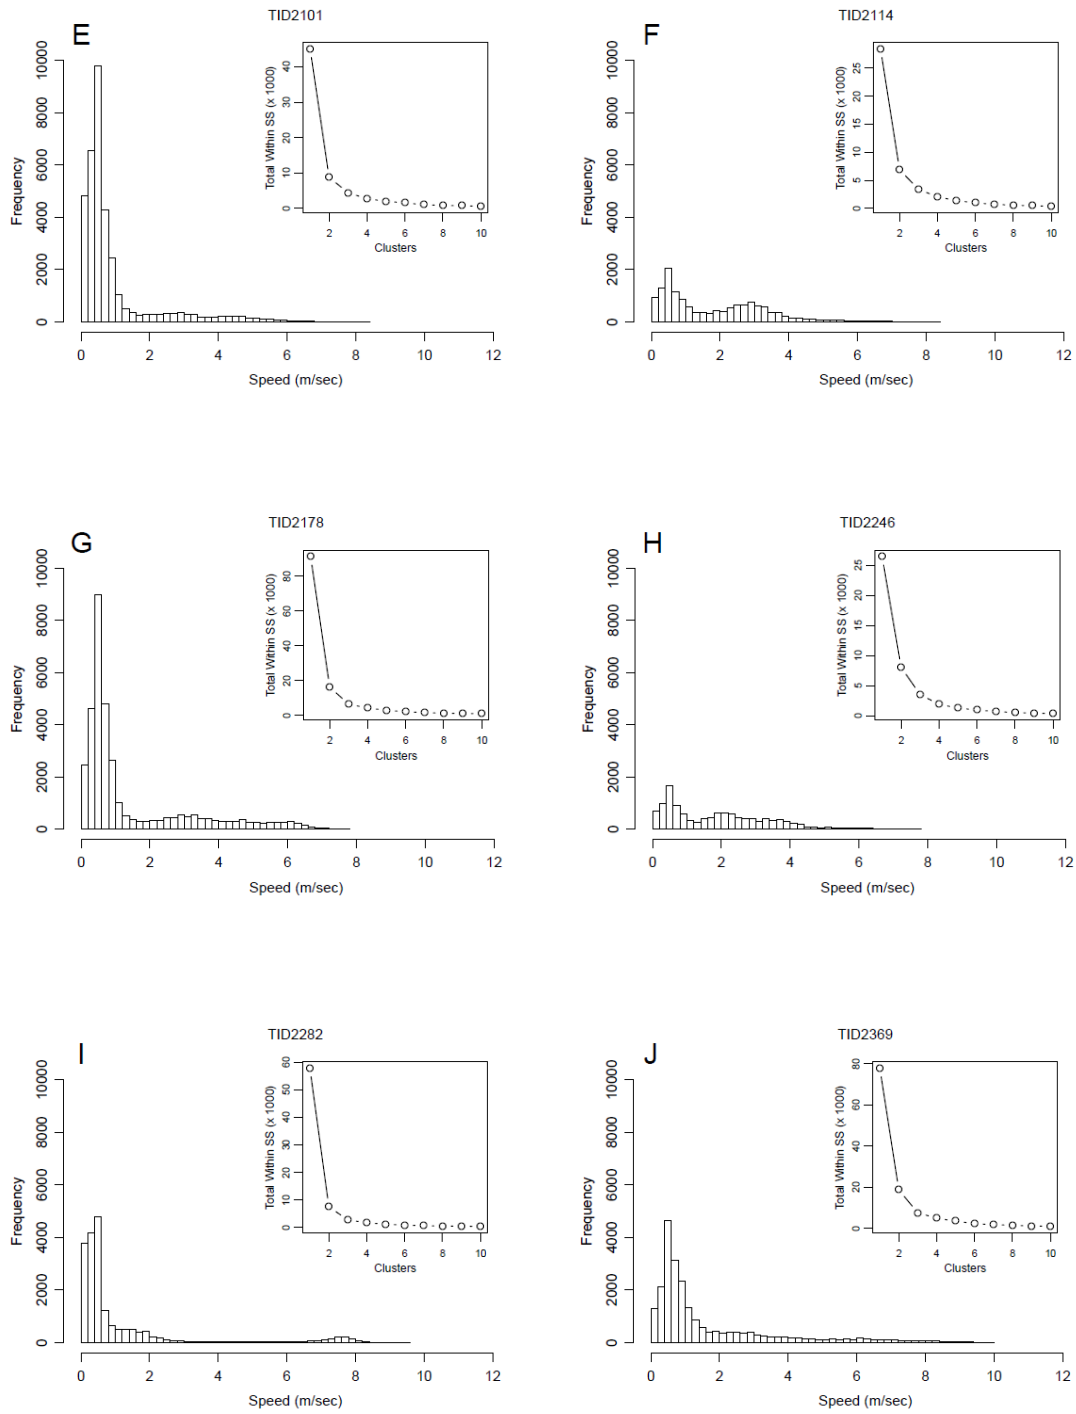 TID2101
E
Total Within SS (x 1000)
0 10 20 30 40
2 4 6 8 10
Clusters
Frequency
0 2000 4000 6000 8000 10000
0 2 4 6 8 10 12
Speed (m/sec)
TID2114
F
Total Within SS (x 1000)
0 5 10 15 20 25
2 4 6 8 10
Clusters
Frequency
0 2000 4000 6000 8000 10000
0 2 4 6 8 10 12
Speed (m/sec)
TID2178
G
Total Within SS (x 1000)
0 20 40 60 80
2 4 6 8 10
Clusters
Frequency
0 2000 4000 6000 8000 10000
0 2 4 6 8 10 12
Speed (m/sec)
TID2246
H
Total Within SS (x 1000)
0 5 10 15 20 25
2 4 6 8 10
Clusters
Frequency
0 2000 4000 6000 8000 10000
0 2 4 6 8 10 12
Speed (m/sec)
TID2282
I
Total Within SS (x 1000)
0 10 20 30 40 50 60
2 4 6 8 10
Clusters
Frequency
0 2000 4000 6000 8000 10000
0 2 4 6 8 10 12
Speed (m/sec)
TID2369
J
Total Within SS (x 1000)
0 20 40 60 80
2 4 6 8 10
Clusters
Frequency
0 2000 4000 6000 8000 10000
0 2 4 6 8 10 12
Speed (m/sec)